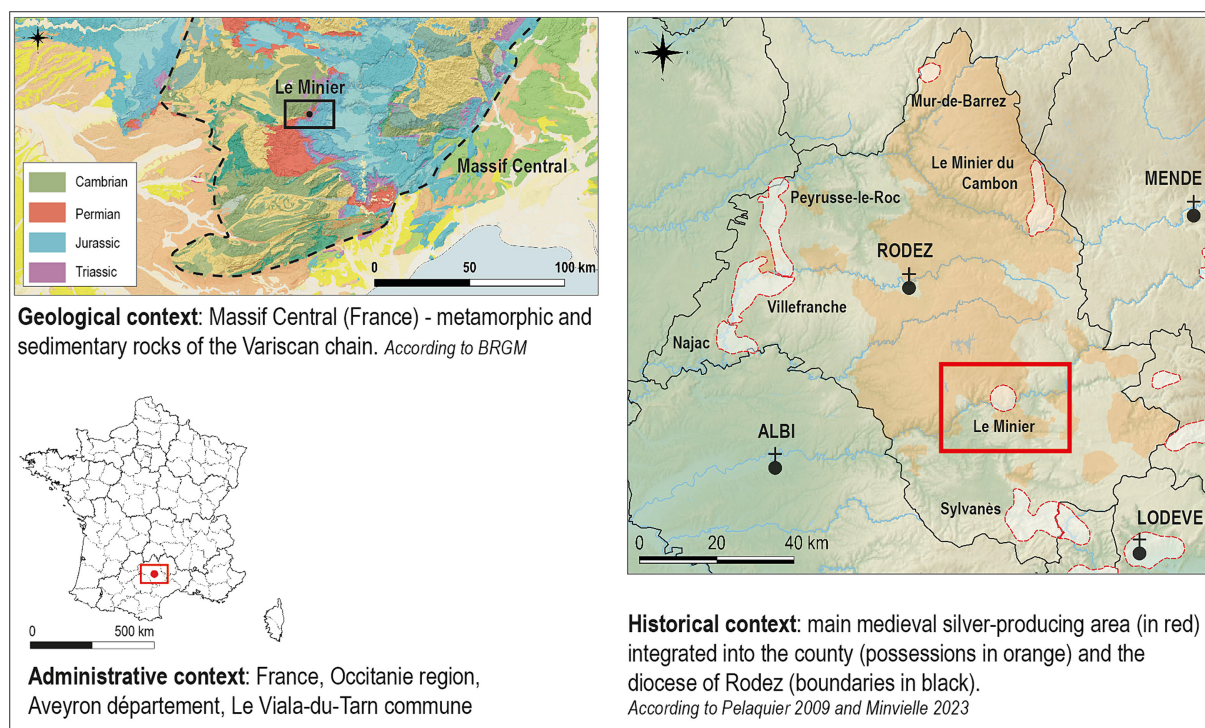 Le Minier
Massif Central
Cambrian
Permian
Jurassic
Triassic
0 50 100 km
Geological context: Massif Central (France) - metamorphic and
sedimentary rocks of the Variscan chain. According to BRGM
0 500 km
Administrative context: France, Occitanie region,
Aveyron département, Le Viala-du-Tarn commune
N
W E
S
Mur-de-Barrez
Le Minier du
Cambon
MENDE
Peyrusse-le-Roc
RODEZ
Villefranche
Najac
Le Minier
ALBI
Sylvanès
LODEVE
0 20 40 km
Historical context: main medieval silver-producing area (in red)
integrated into the county (possessions in orange) and the
diocese of Rodez (boundaries in black).
According to Pelaquier 2009 and Minvielle 2023